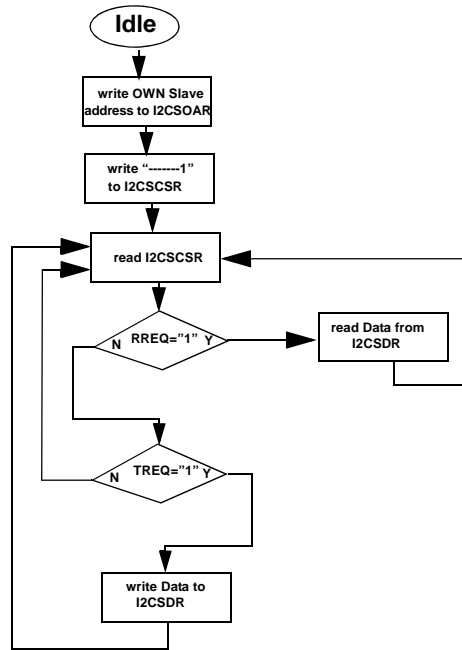 Idle
write OWN Slave
address to I2CSOAR
write “-------1”
to I2CSCSR
read I2CSCSR
N RREQ=”1” Y
read Data from
I2CSDR
N TREQ=”1” Y
write Data to
I2CSDR